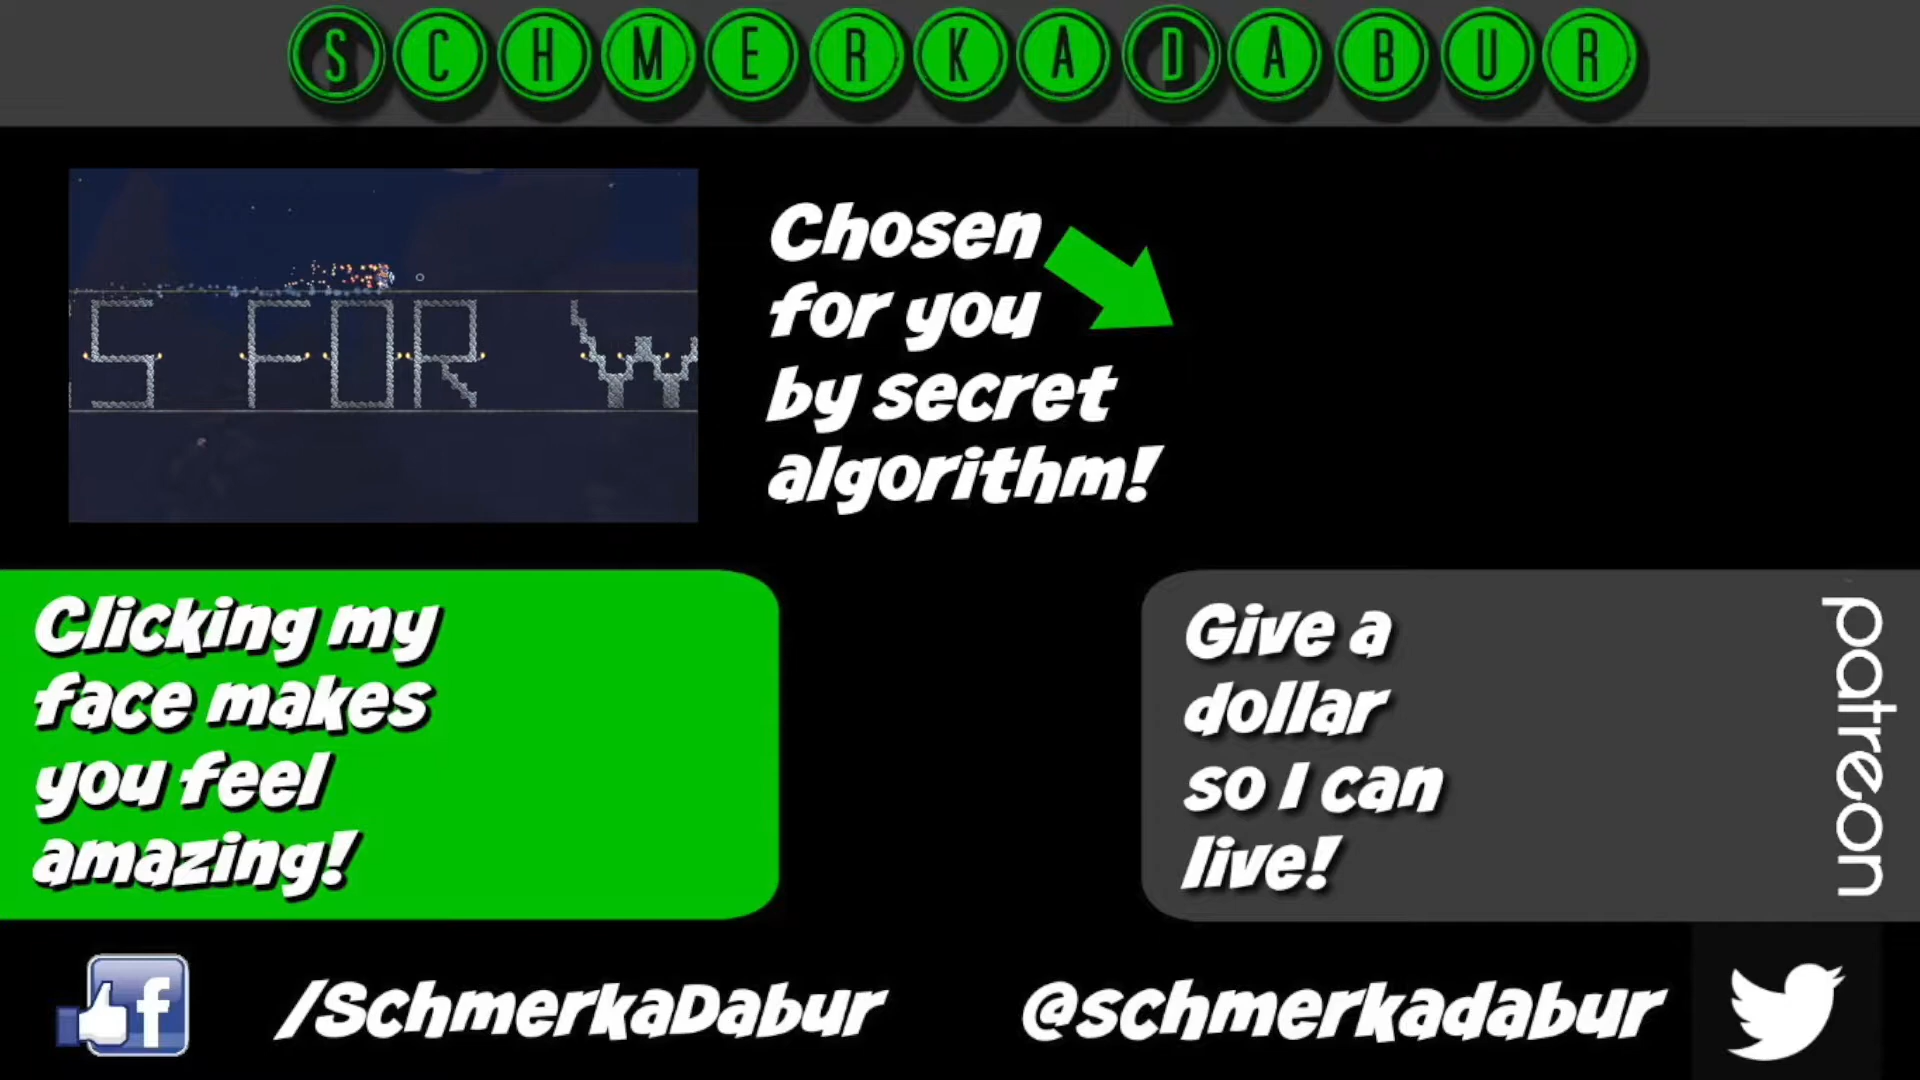 SCHMERKADABUR
S FOR W
Chosen
for you
by secret
algorithm!
Clicking my
face makes
you feel
amazing!
Give a
dollar
so I can
live!
patreon
f
/SchmerkaDabur
@schmerkadabur